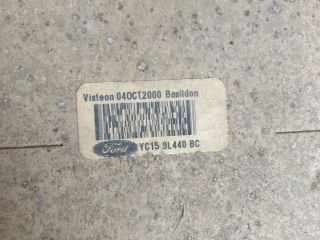 Visteon 04OCT2000 Basildon
Ford YC15 9L440 BC